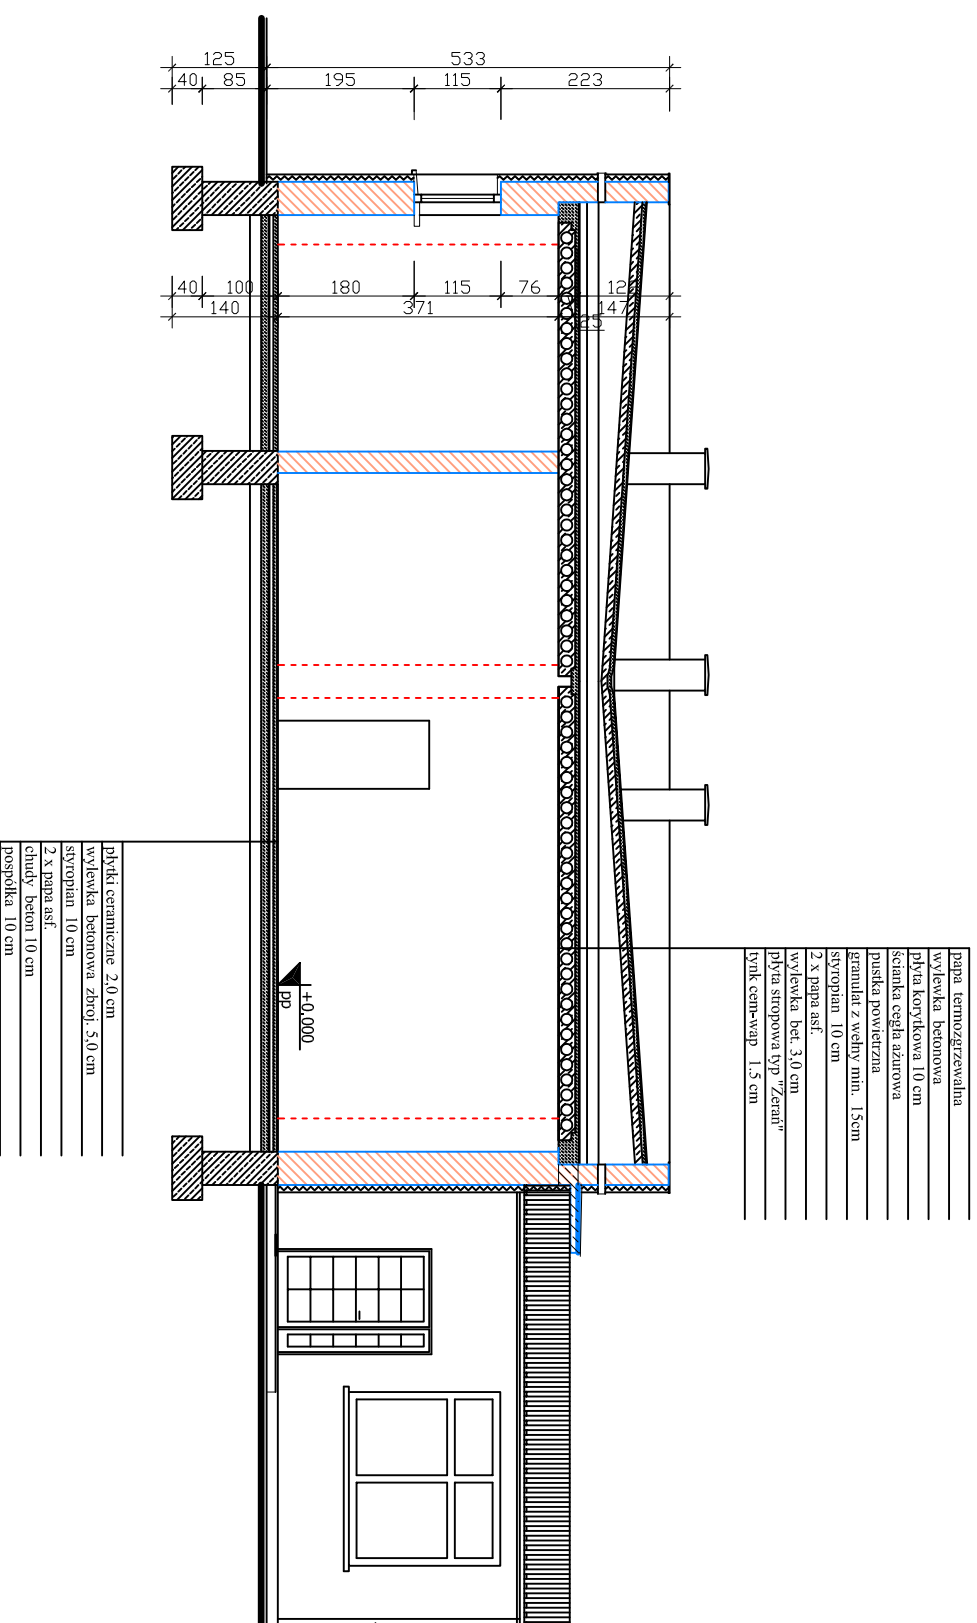 125
533
40
85
195
115
223
40
100
180
115
76
12
140
371
147
25
+0,000
pp
papa termozgrzewalna
wylewka betonowa
płyta korytkowa 10 cm
ścianka cegła ażurowa
pustka powietrzna
granulat z wełny min. 15cm
styropian 10 cm
2 x papa asf.
wylewka bet. 3,0 cm
płyta stropowa typ "Żerań"
tynk cem-wap 1.5 cm
płytki ceramiczne 2,0 cm
wylewka betonowa zbroj. 5,0 cm
styropian 10 cm
2 x papa asf.
chudy beton 10 cm
pospółka 10 cm